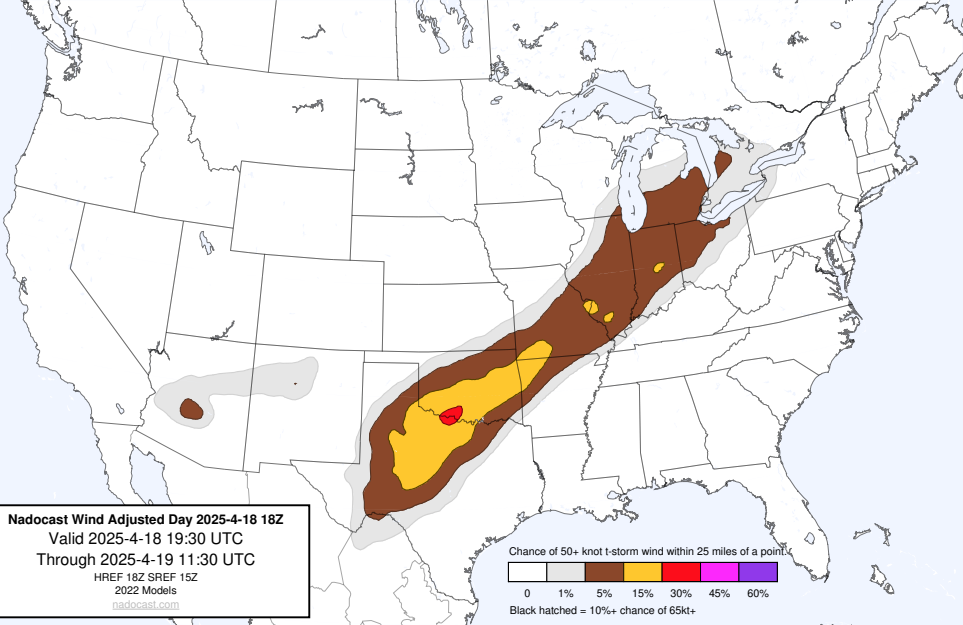 Nadocast Wind Adjusted Day 2025-4-18 18Z
Valid 2025-4-18 19:30 UTC
Through 2025-4-19 11:30 UTC
HREF 18Z SREF 15Z
2022 Models
nadocast.com
Chance of 50+ knot t-storm wind within 25 miles of a point.
0 1% 5% 15% 30% 45% 60%
Black hatched = 10%+ chance of 65kt+